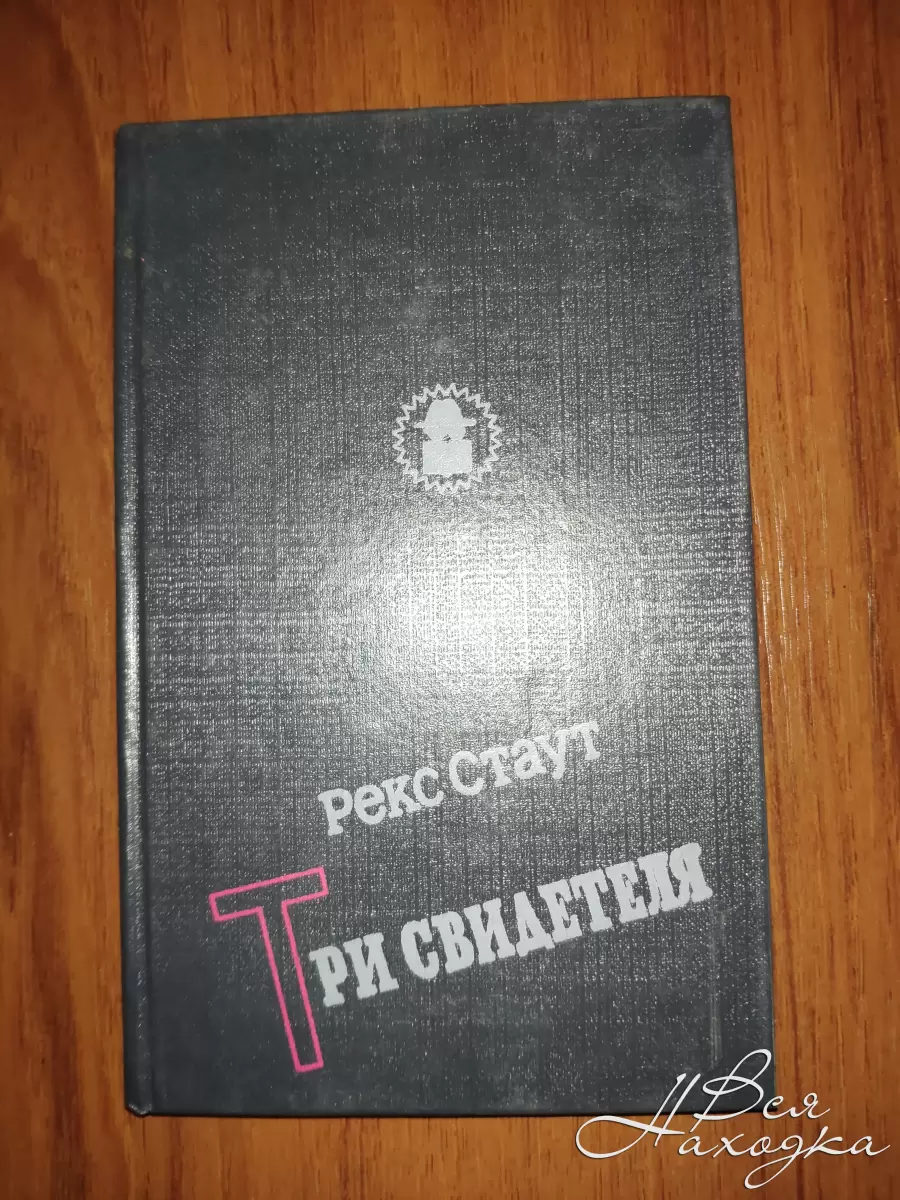 Рекс Стаут
Три свидетеля
Вся
Находка